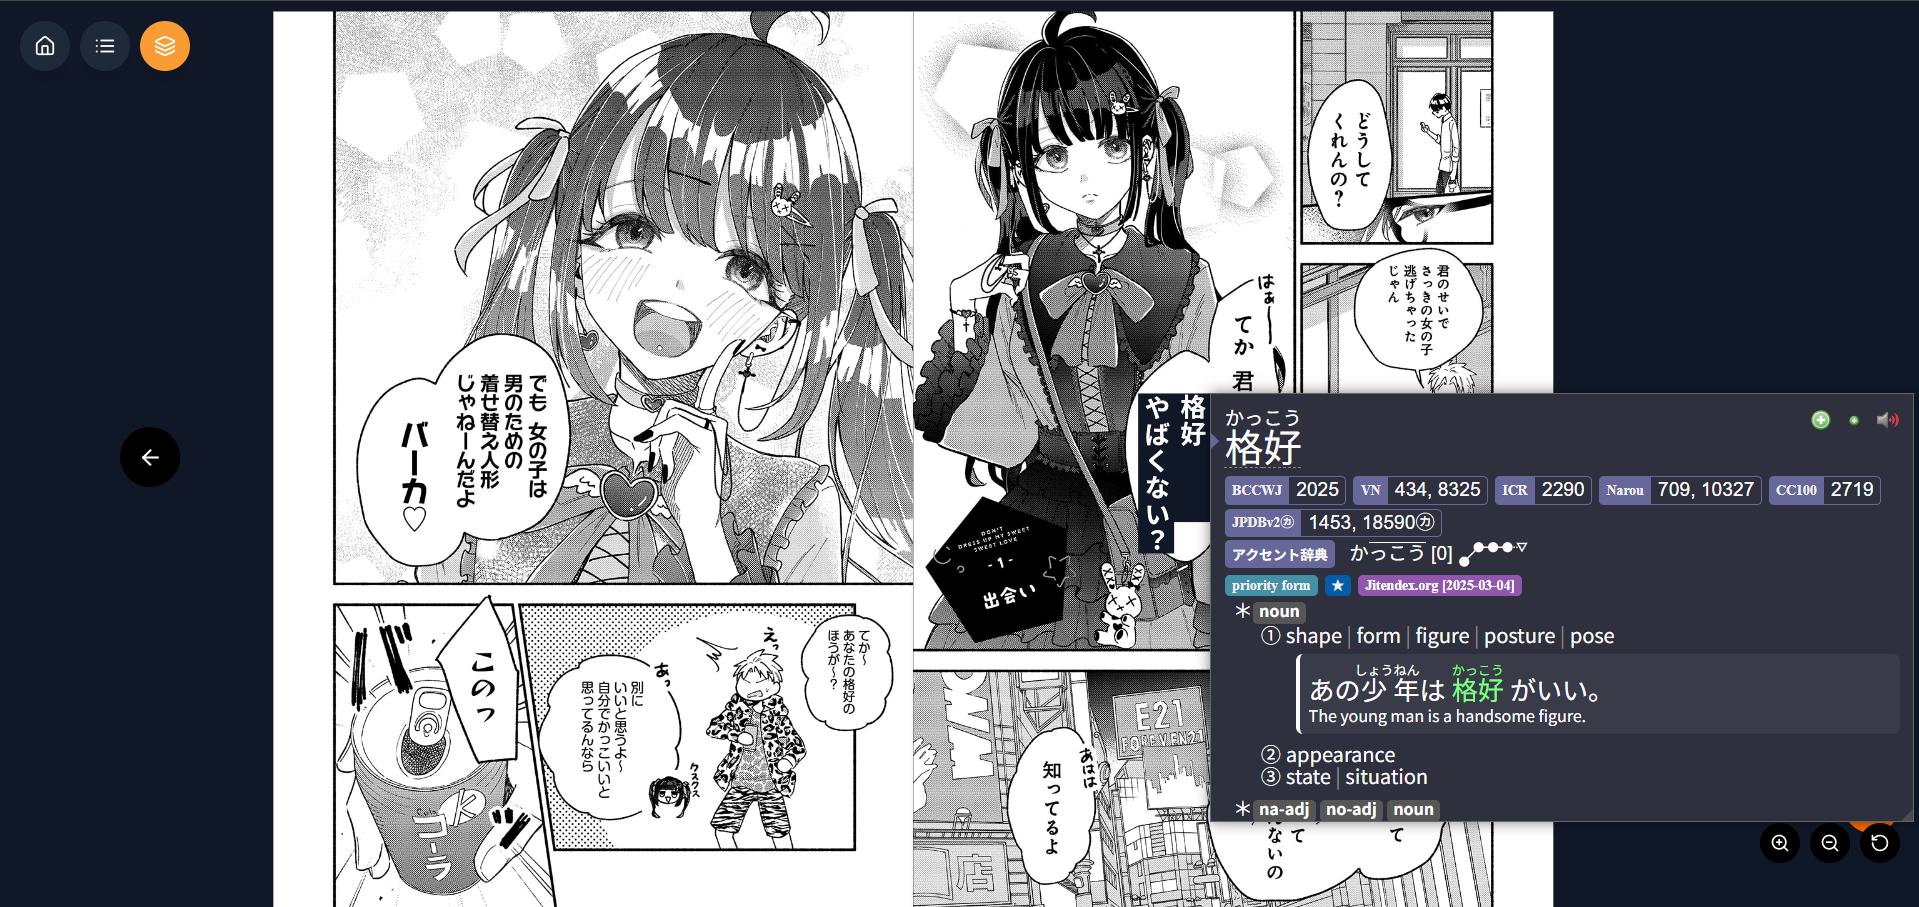 どうして
くれんの？
君のせいで
さっきの女の子
逃げちゃった
じゃん
はぁ〜
てか 君
格好
やばくない？
DON'T
DRESS UP MY SWEET
SWEET LOVE
-1-
出会い
E21
FOREVEN21
あはは
知ってるよ
て
て
ないの
店
でも 女の子は
男のための
着せ替え人形
じゃねーんだよ
バーカ♡
てか〜
あなたの格好の
ほうが〜？
えっ
あっ
別に
いいと思うよ〜
自分でかっこいいと
思ってるんなら
クスクス
このっ
K
コーラ
かっこう
格好
BCCWJ 2025 VN 434, 8325 ICR 2290 Narou 709, 10327 CC100 2719
JPDBv2㋕ 1453, 18590㋕
アクセント辞典 かっこう [0]
priority form ★ Jitendex.org [2025-03-04]
* noun
① shape | form | figure | posture | pose
しょうねん かっこう
あの少年は格好がいい。
The young man is a handsome figure.
② appearance
③ state | situation
* na-adj no-adj noun